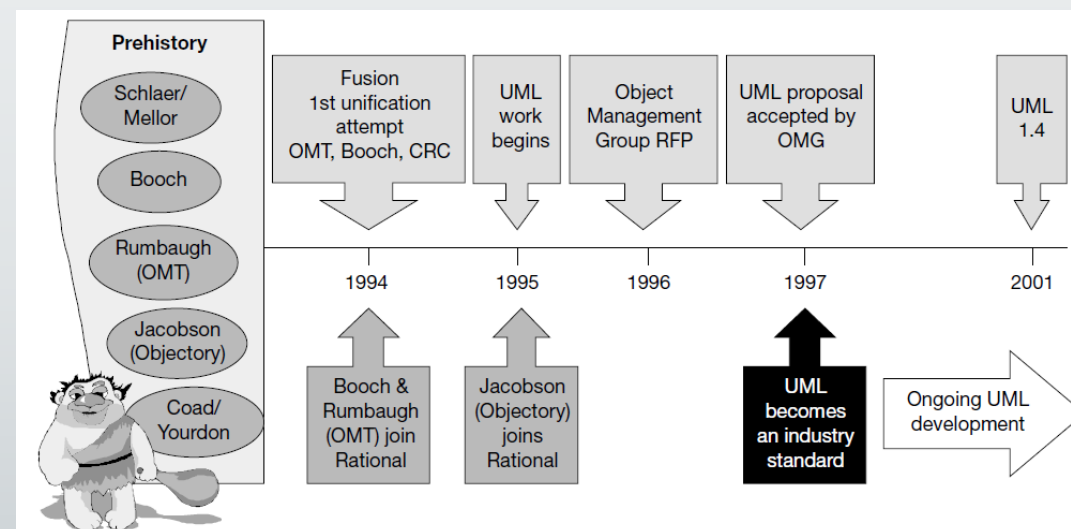 Prehistory
Schlaer/
Mellor
Booch
Rumbaugh
(OMT)
Jacobson
(Objectory)
Coad/
Yourdon
Fusion
1st unification
attempt
OMT, Booch, CRC
UML
work
begins
Object
Management
Group RFP
UML proposal
accepted by
OMG
UML
1.4
1994
1995
1996
1997
2001
Booch &
Rumbaugh
(OMT) join
Rational
Jacobson
(Objectory)
joins
Rational
UML
becomes
an industry
standard
Ongoing UML
development